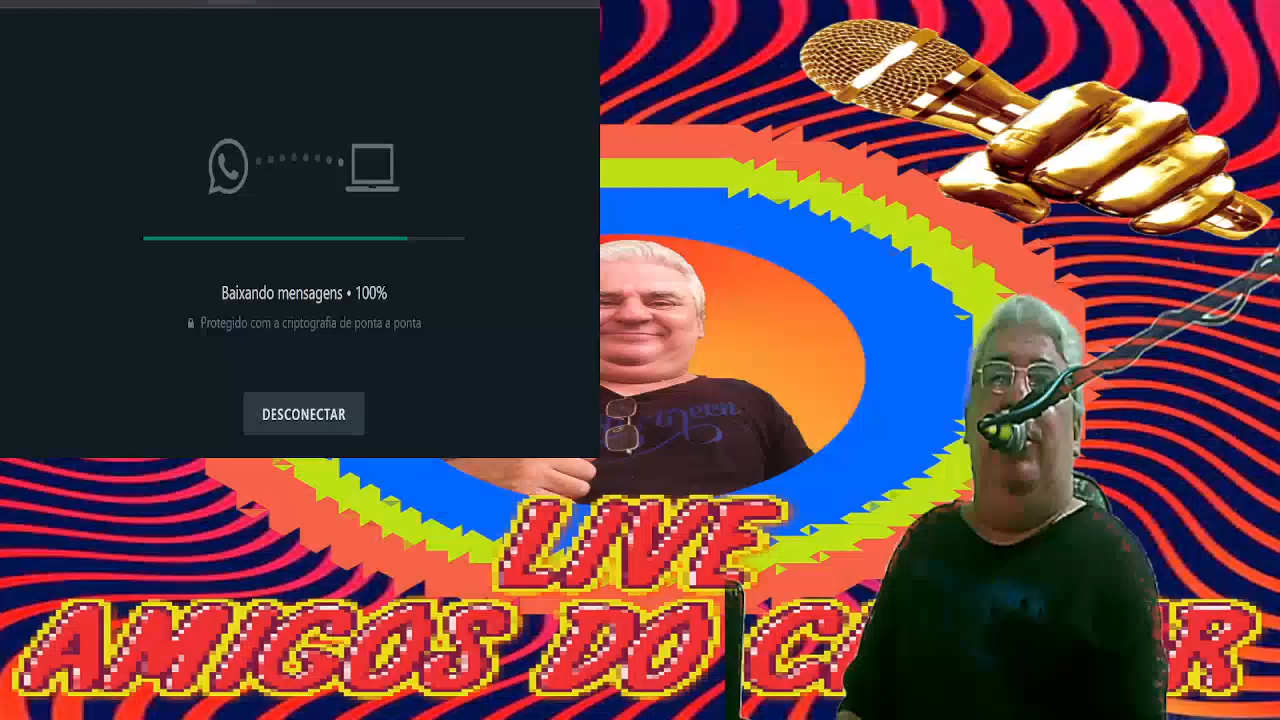 Baixando mensagens • 100%
Protegido com a criptografia de ponta a ponta
DESCONECTAR
LIVE
AMIGOS DO